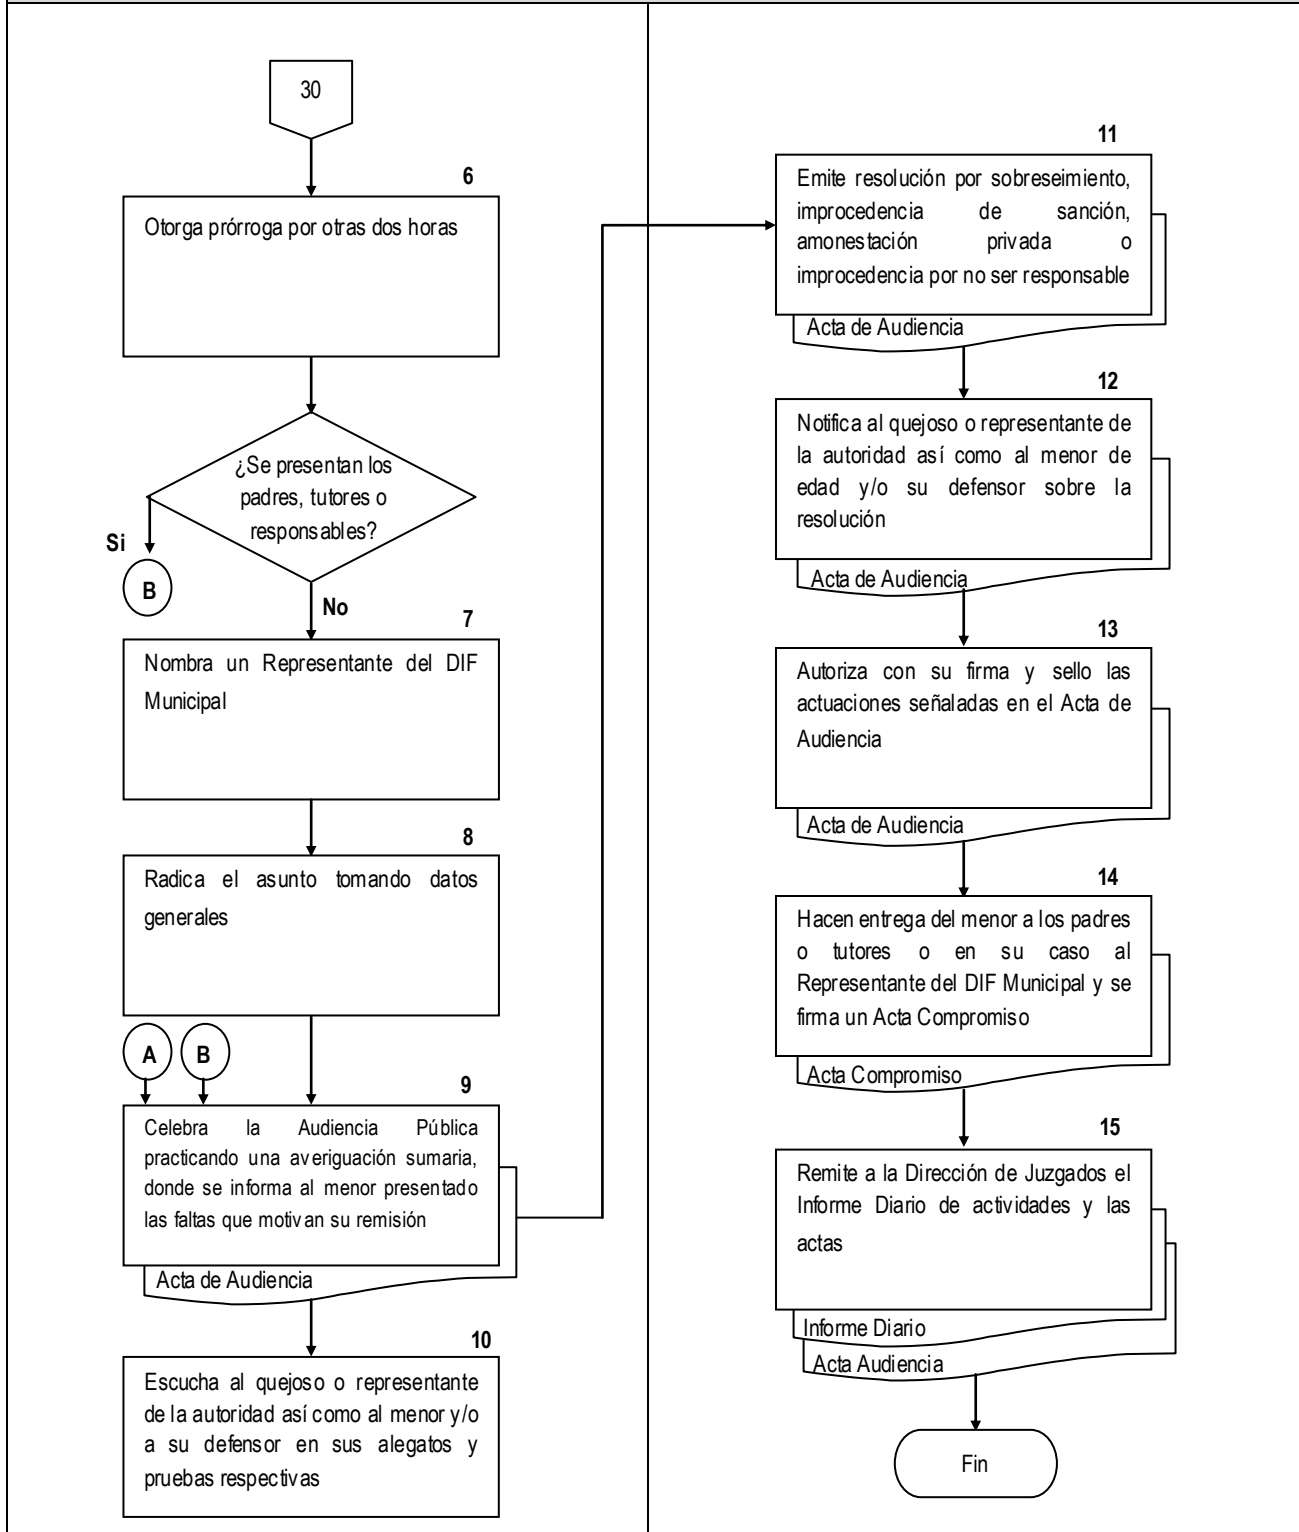 30
6
Otorga prórroga por otras dos horas
¿Se presentan los
padres, tutores o
responsables?
Si
B
No
7
Nombra un Representante del DIF
Municipal
8
Radica el asunto tomando datos
generales
A
B
9
Celebra la Audiencia Pública
practicando una averiguación sumaria,
donde se informa al menor presentado
las faltas que motivan su remisión
Acta de Audiencia
10
Escucha al quejoso o representante
de la autoridad así como al menor y/o
a su defensor en sus alegatos y
pruebas respectivas
11
Emite resolución por sobreseimiento,
improcedencia de sanción,
amonestación privada o
improcedencia por no ser responsable
Acta de Audiencia
12
Notifica al quejoso o representante de
la autoridad así como al menor de
edad y/o su defensor sobre la
resolución
Acta de Audiencia
13
Autoriza con su firma y sello las
actuaciones señaladas en el Acta de
Audiencia
Acta de Audiencia
14
Hacen entrega del menor a los padres
o tutores o en su caso al
Representante del DIF Municipal y se
firma un Acta Compromiso
Acta Compromiso
15
Remite a la Dirección de Juzgados el
Informe Diario de actividades y las
actas
Informe Diario
Acta Audiencia
Fin